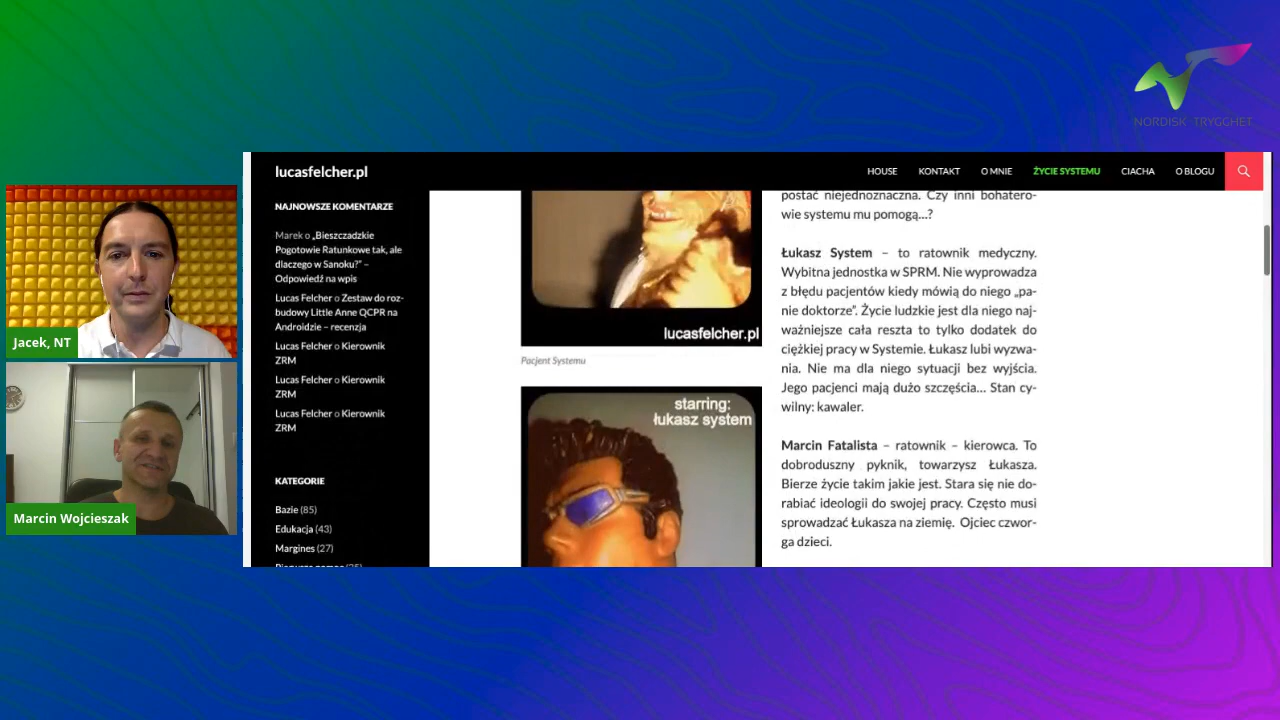 NORDISK TRYGGHET
lucasfelcher.pl
HOUSE
KONTAKT
O MNIE
ŻYCIE SYSTEMU
CIACHA
O BLOGU
NAJNOWSZE KOMENTARZE
Marek o „Bieszczadzkie
Pogotowie Ratunkowe tak, ale
dlaczego w Sanoku?” –
Odpowiedź na wpis
Lucas Felcher o Zestaw do roz-
budowy Little Anne QCPR na
Androidzie – recenzja
Lucas Felcher o Kierownik
ZRM
Lucas Felcher o Kierownik
ZRM
Lucas Felcher o Kierownik
ZRM
KATEGORIE
Bazie (85)
Edukacja (43)
Margines (27)
Pierwsza pomoc (35)
lucasfelcher.pl
Pacjent Systemu
starring:
łukasz system
postać niejednoznaczna. Czy inni bohatero-
wie systemu mu pomogą...?
Łukasz System – to ratownik medyczny.
Wybitna jednostka w SPRM. Nie wyprowadza
z błędu pacjentów kiedy mówią do niego „pa-
nie doktorze”. Życie ludzkie jest dla niego naj-
ważniejsze cała reszta to tylko dodatek do
ciężkiej pracy w Systemie. Łukasz lubi wyzwa-
nia. Nie ma dla niego sytuacji bez wyjścia.
Jego pacjenci mają dużo szczęścia... Stan cy-
wilny: kawaler.
Marcin Fatalista – ratownik – kierowca. To
dobroduszny pyknik, towarzysz Łukasza.
Bierze życie takim jakie jest. Stara się nie do-
rabiać ideologii do swojej pracy. Często musi
sprowadzać Łukasza na ziemię. Ojciec czwor-
ga dzieci.
Jacek, NT
Marcin Wojcieszak